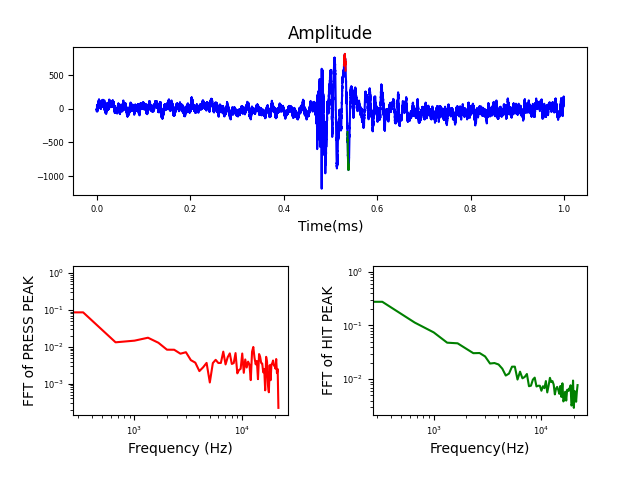 Amplitude
500
0
−500
−1000
0.0 0.2 0.4 0.6 0.8 1.0
Time(ms)
FFT of PRESS PEAK
10⁰
10⁻¹
10⁻²
10⁻³
10³ 10⁴
Frequency (Hz)
FFT of HIT PEAK
10⁰
10⁻¹
10⁻²
10³ 10⁴
Frequency(Hz)